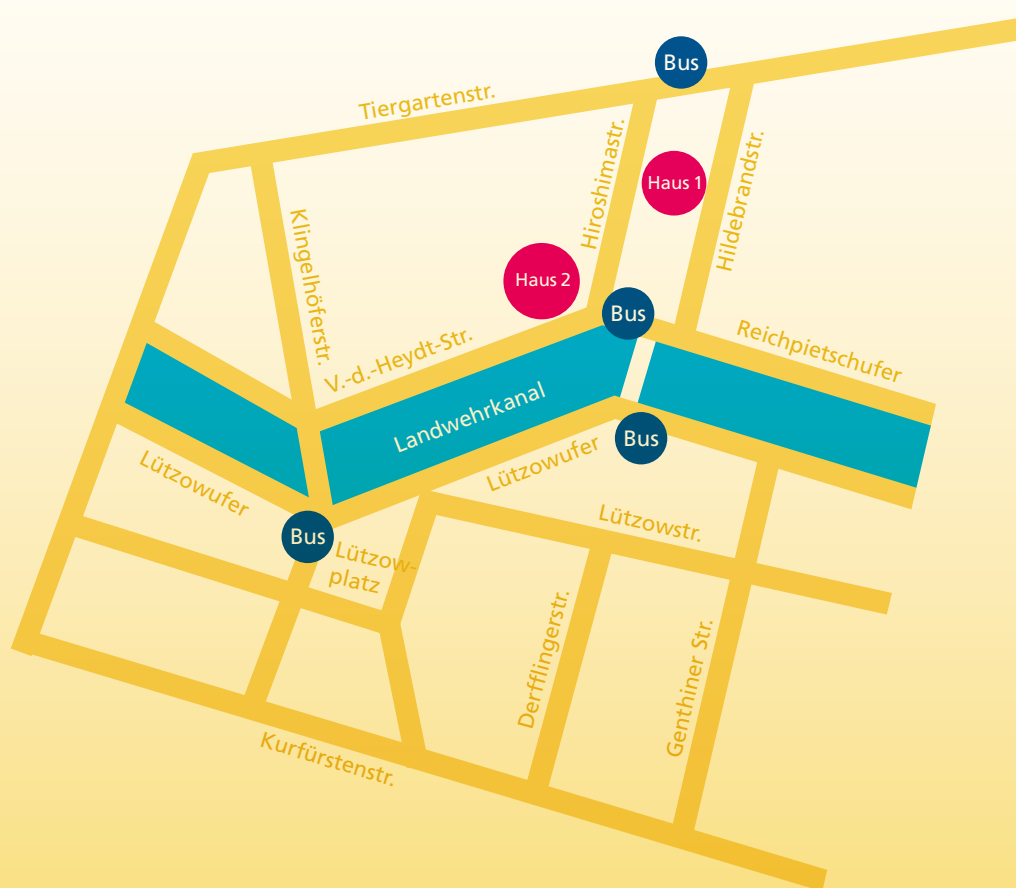 Bus
Tiergartenstr.
Hiroshimastr.
Hildebrandstr.
Haus 1
Klingelhöferstr.
Haus 2
Bus
V.-d.-Heydt-Str.
Reichpietschufer
Landwehrkanal
Bus
Lützowufer
Lützowufer
Bus
Lützow-
platz
Lützowstr.
Derfflingerstr.
Genthiner Str.
Kurfürstenstr.